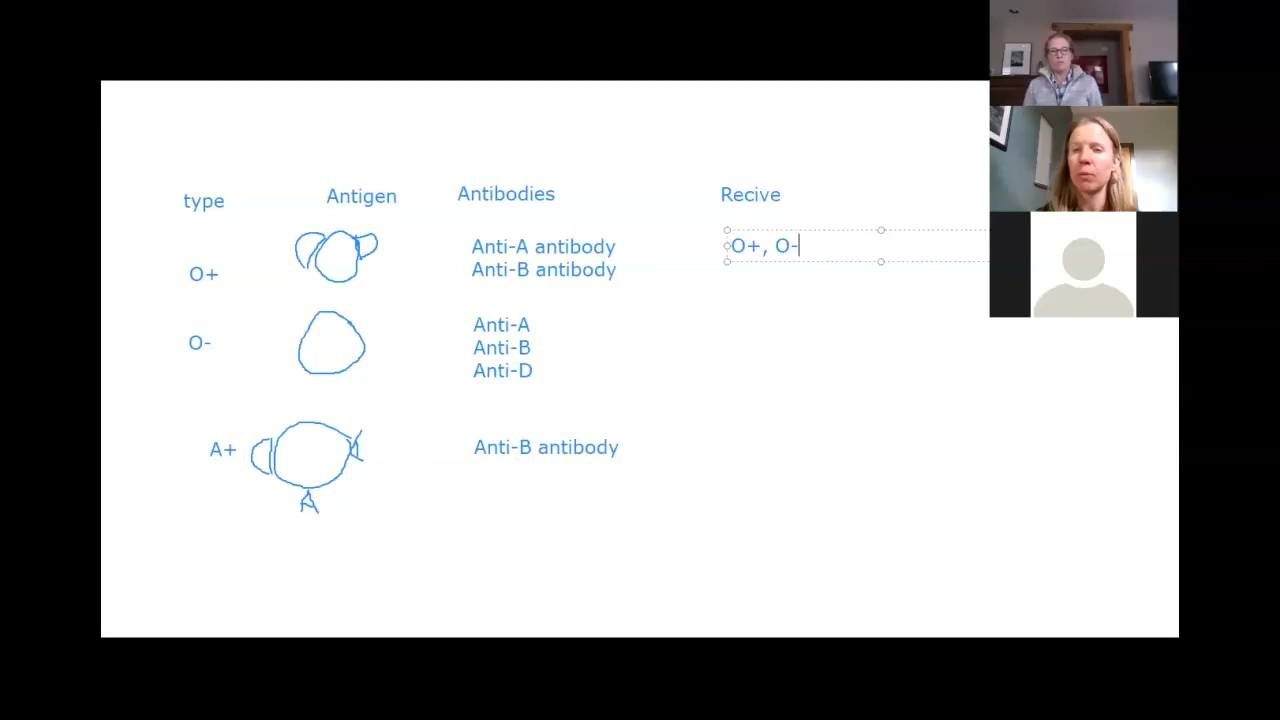 type Antigen Antibodies Recive
O+ Anti-A antibody O+, O-
Anti-B antibody
O- Anti-A
Anti-B
Anti-D
A+ Anti-B antibody
A
A